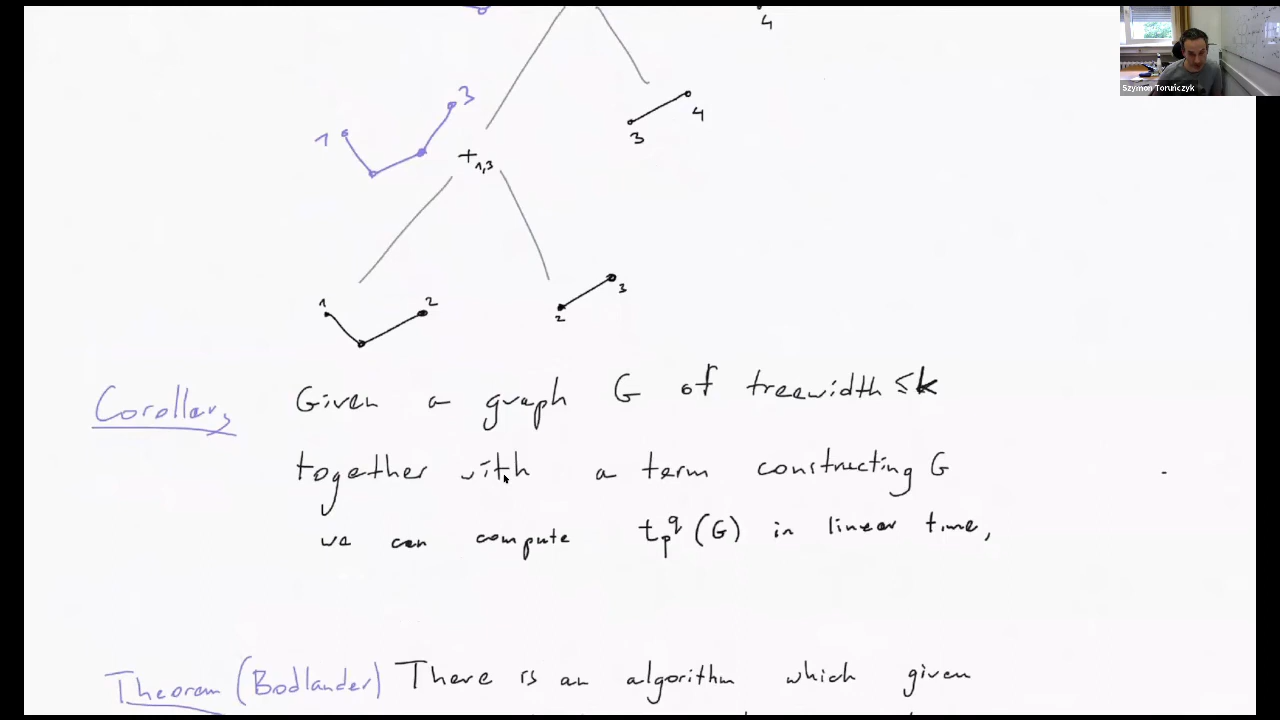 4
Szymon Toruńczyk
3
4
1
3
+1,3
1
2
2
3
Corollary Given a graph G of treewidth ≤k
together with a term constructing G
we can compute tp^q (G) in linear time,
Theorem (Bodlander) There is an algorithm which given